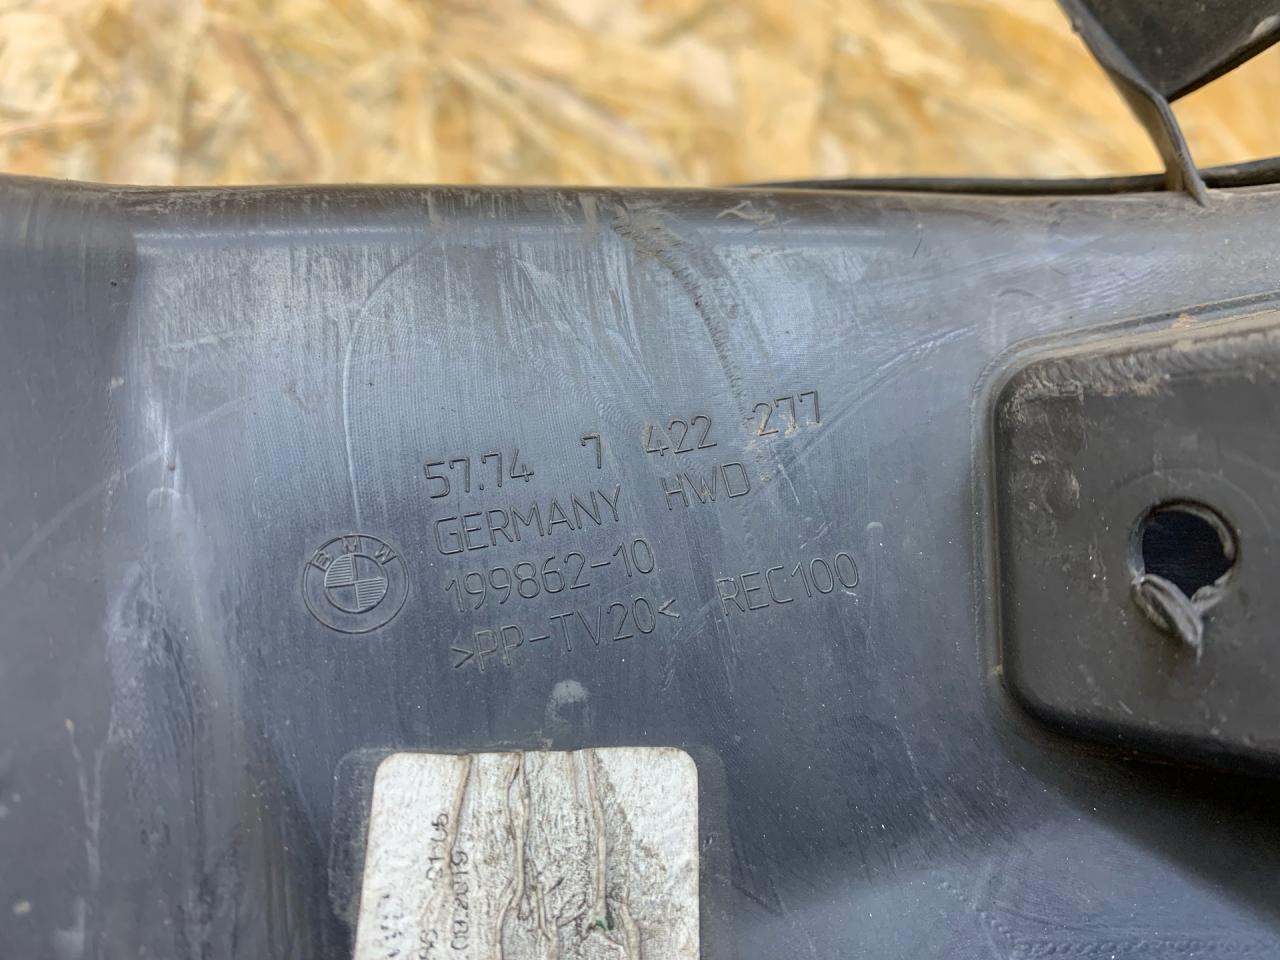 57.74 7 422 277
GERMANY HWD
BMW
199862-10
>PP-TV20< REC100